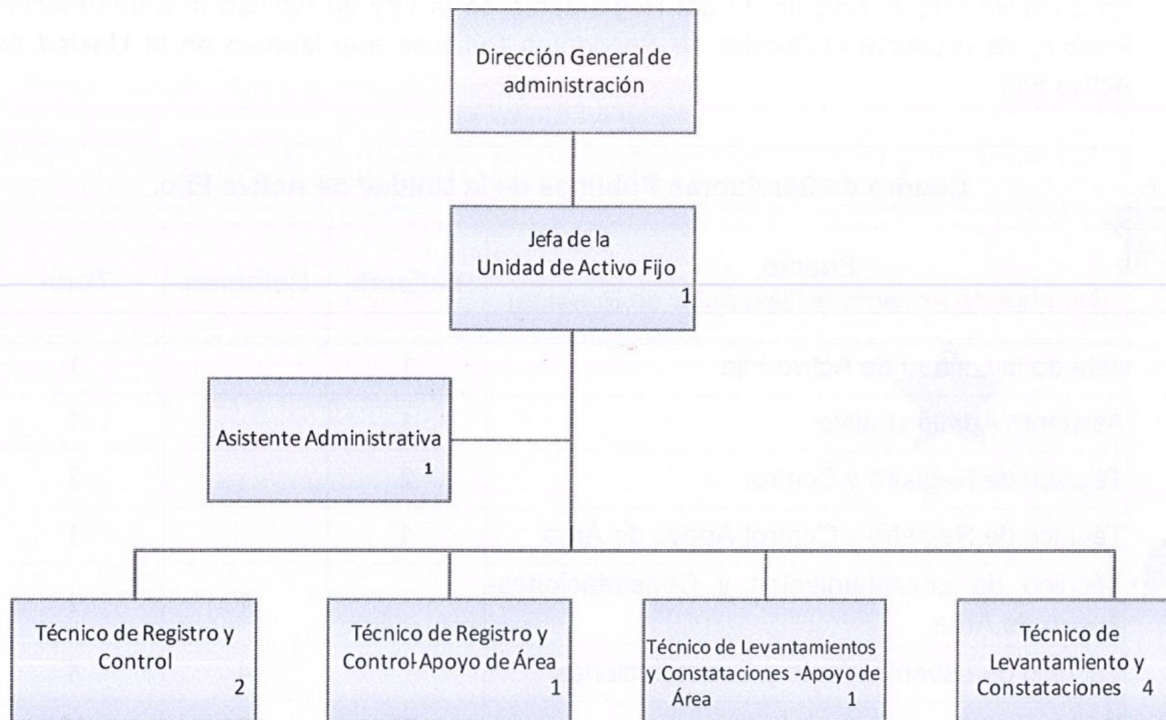 Dirección General de
administración
Jefa de la
Unidad de Activo Fijo
1
Asistente Administrativa
1
Técnico de Registro y
Control
2
Técnico de Registro y
Control-Apoyo de Área
1
Técnico de Levantamientos
y Constataciones -Apoyo de
Área
1
Técnico de
Levantamiento y
Constataciones 4